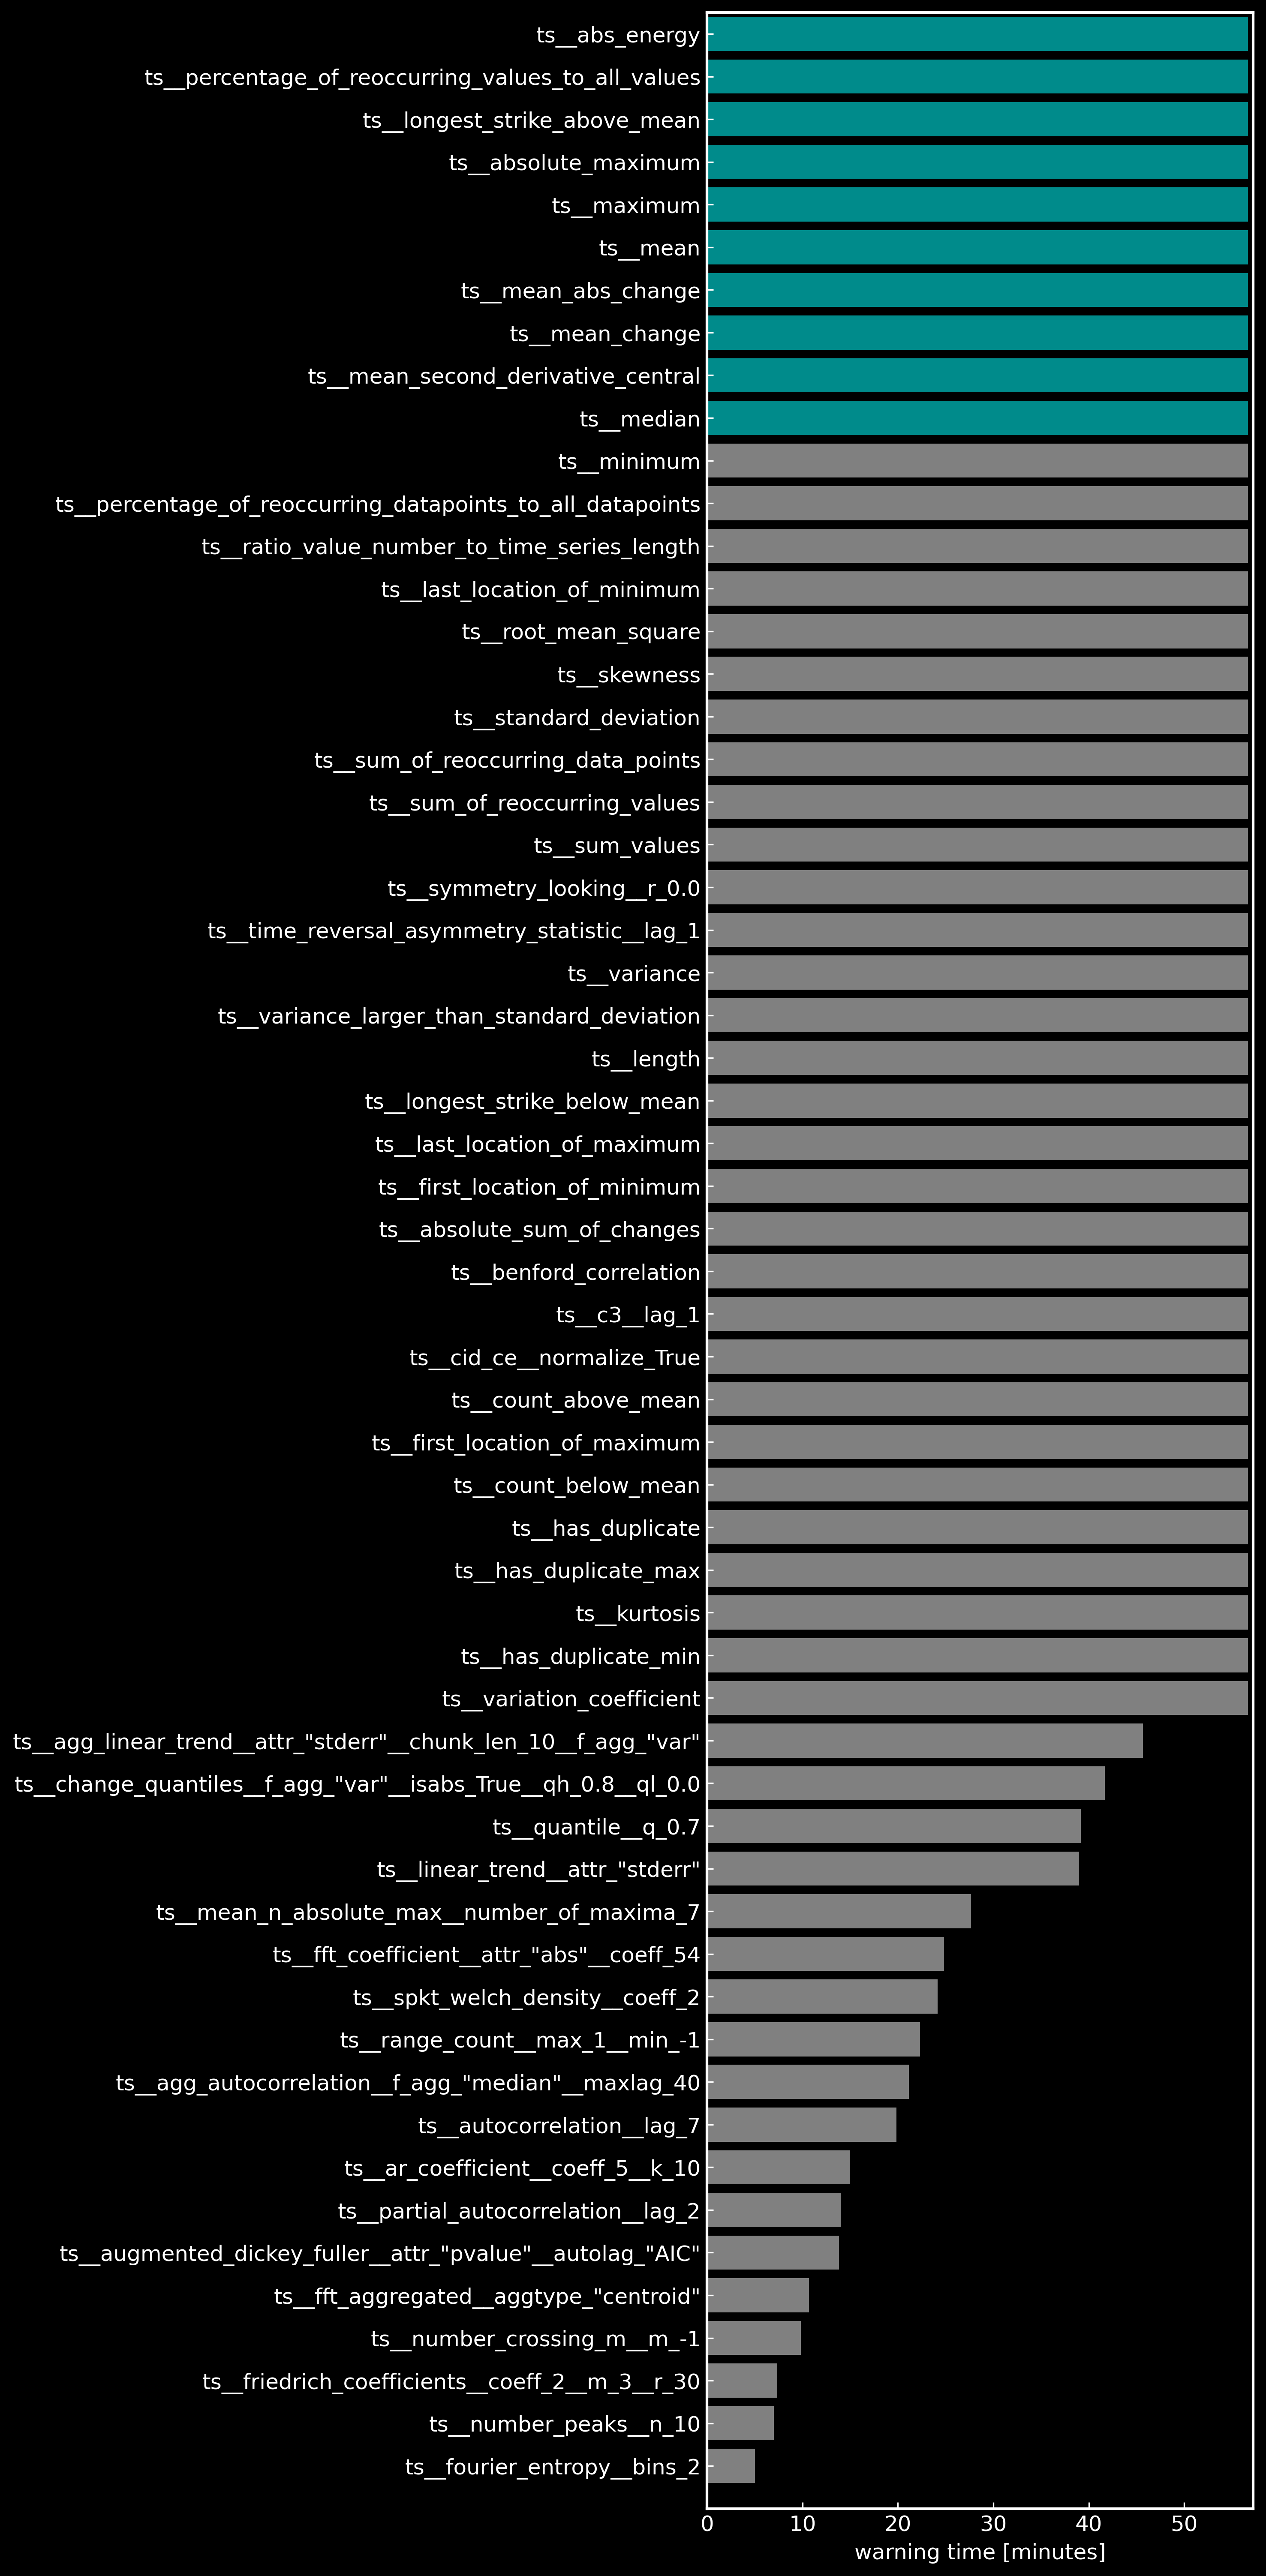 ts__abs_energy
ts__percentage_of_reoccurring_values_to_all_values
ts__longest_strike_above_mean
ts__absolute_maximum
ts__maximum
ts__mean
ts__mean_abs_change
ts__mean_change
ts__mean_second_derivative_central
ts__median
ts__minimum
ts__percentage_of_reoccurring_datapoints_to_all_datapoints
ts__ratio_value_number_to_time_series_length
ts__last_location_of_minimum
ts__root_mean_square
ts__skewness
ts__standard_deviation
ts__sum_of_reoccurring_data_points
ts__sum_of_reoccurring_values
ts__sum_values
ts__symmetry_looking__r_0.0
ts__time_reversal_asymmetry_statistic__lag_1
ts__variance
ts__variance_larger_than_standard_deviation
ts__length
ts__longest_strike_below_mean
ts__last_location_of_maximum
ts__first_location_of_minimum
ts__absolute_sum_of_changes
ts__benford_correlation
ts__c3__lag_1
ts__cid_ce__normalize_True
ts__count_above_mean
ts__first_location_of_maximum
ts__count_below_mean
ts__has_duplicate
ts__has_duplicate_max
ts__kurtosis
ts__has_duplicate_min
ts__variation_coefficient
ts__agg_linear_trend__attr_"stderr"__chunk_len_10__f_agg_"var"
ts__change_quantiles__f_agg_"var"__isabs_True__qh_0.8__ql_0.0
ts__quantile__q_0.7
ts__linear_trend__attr_"stderr"
ts__mean_n_absolute_max__number_of_maxima_7
ts__fft_coefficient__attr_"abs"__coeff_54
ts__spkt_welch_density__coeff_2
ts__range_count__max_1__min_-1
ts__agg_autocorrelation__f_agg_"median"__maxlag_40
ts__autocorrelation__lag_7
ts__ar_coefficient__coeff_5__k_10
ts__partial_autocorrelation__lag_2
ts__augmented_dickey_fuller__attr_"pvalue"__autolag_"AIC"
ts__fft_aggregated__aggtype_"centroid"
ts__number_crossing_m__m_-1
ts__friedrich_coefficients__coeff_2__m_3__r_30
ts__number_peaks__n_10
ts__fourier_entropy__bins_2
0 10 20 30 40 50
warning time [minutes]